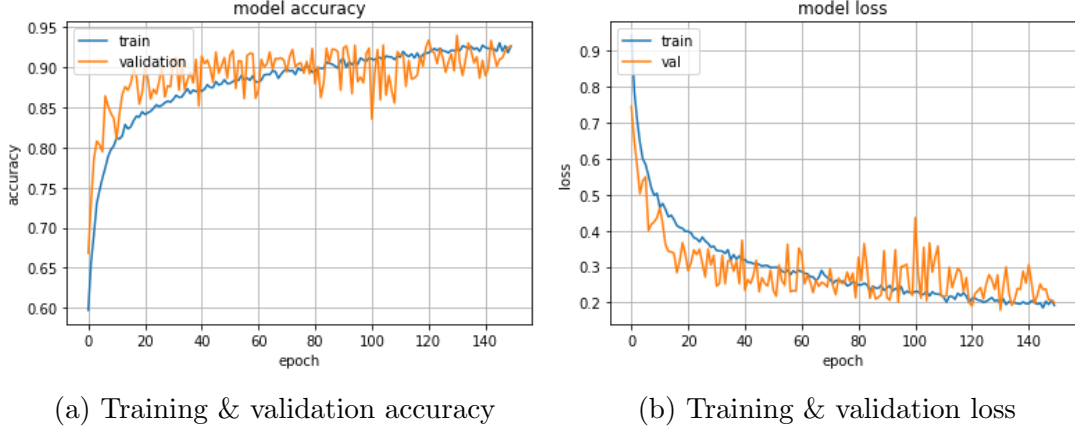 model accuracy
train
validation
0.95
0.90
0.85
0.80
0.75
0.70
0.65
0.60
accuracy
0 20 40 60 80 100 120 140
epoch
(a) Training & validation accuracy
model loss
train
val
0.9
0.8
0.7
0.6
0.5
0.4
0.3
0.2
loss
0 20 40 60 80 100 120 140
epoch
(b) Training & validation loss